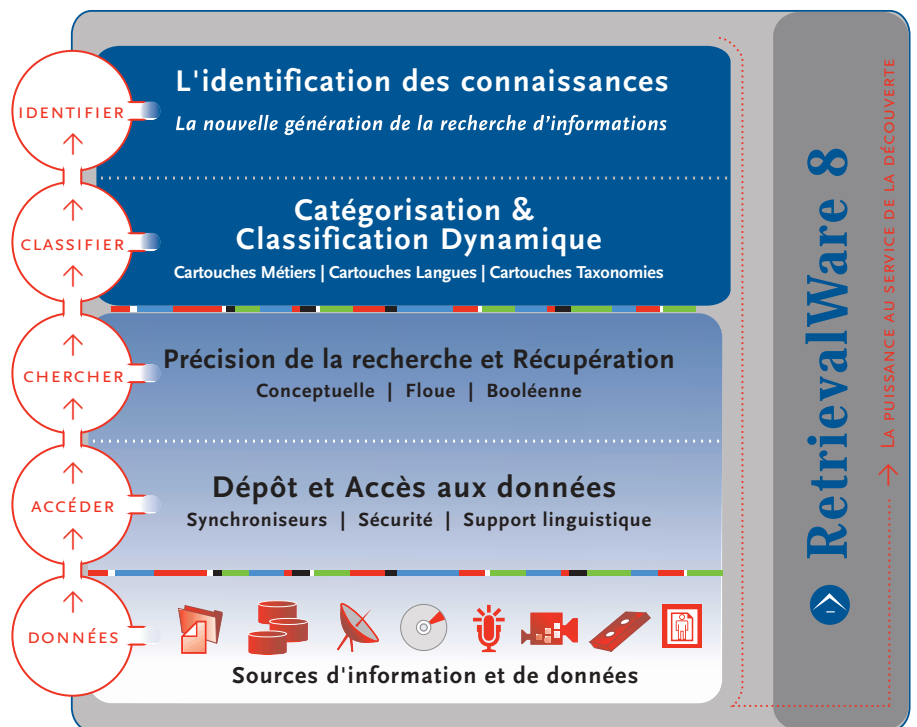 IDENTIFIER
L'identification des connaissances
La nouvelle génération de la recherche d’informations
CLASSIFIER
Catégorisation &
Classification Dynamique
Cartouches Métiers | Cartouches Langues | Cartouches Taxonomies
CHERCHER
Précision de la recherche et Récupération
Conceptuelle | Floue | Booléenne
ACCÉDER
Dépôt et Accès aux données
Synchroniseurs | Sécurité | Support linguistique
DONNÉES
Sources d'information et de données
RetrievalWare 8
LA PUISSANCE AU SERVICE DE LA DÉCOUVERTE